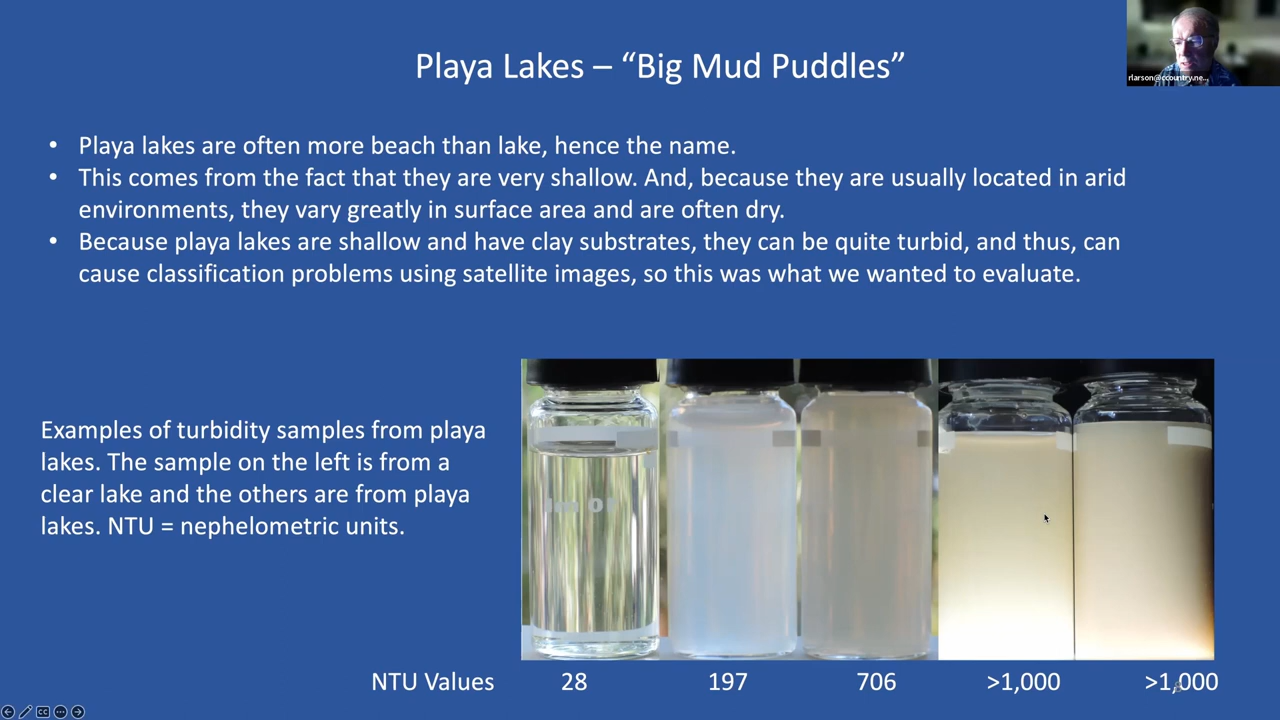 Playa Lakes – “Big Mud Puddles”
rlarson@ccountry.ne...
• Playa lakes are often more beach than lake, hence the name.
• This comes from the fact that they are very shallow. And, because they are usually located in arid
environments, they vary greatly in surface area and are often dry.
• Because playa lakes are shallow and have clay substrates, they can be quite turbid, and thus, can
cause classification problems using satellite images, so this was what we wanted to evaluate.
Examples of turbidity samples from playa
lakes. The sample on the left is from a
clear lake and the others are from playa
lakes. NTU = nephelometric units.
NTU Values 28 197 706 >1,000 >1,000